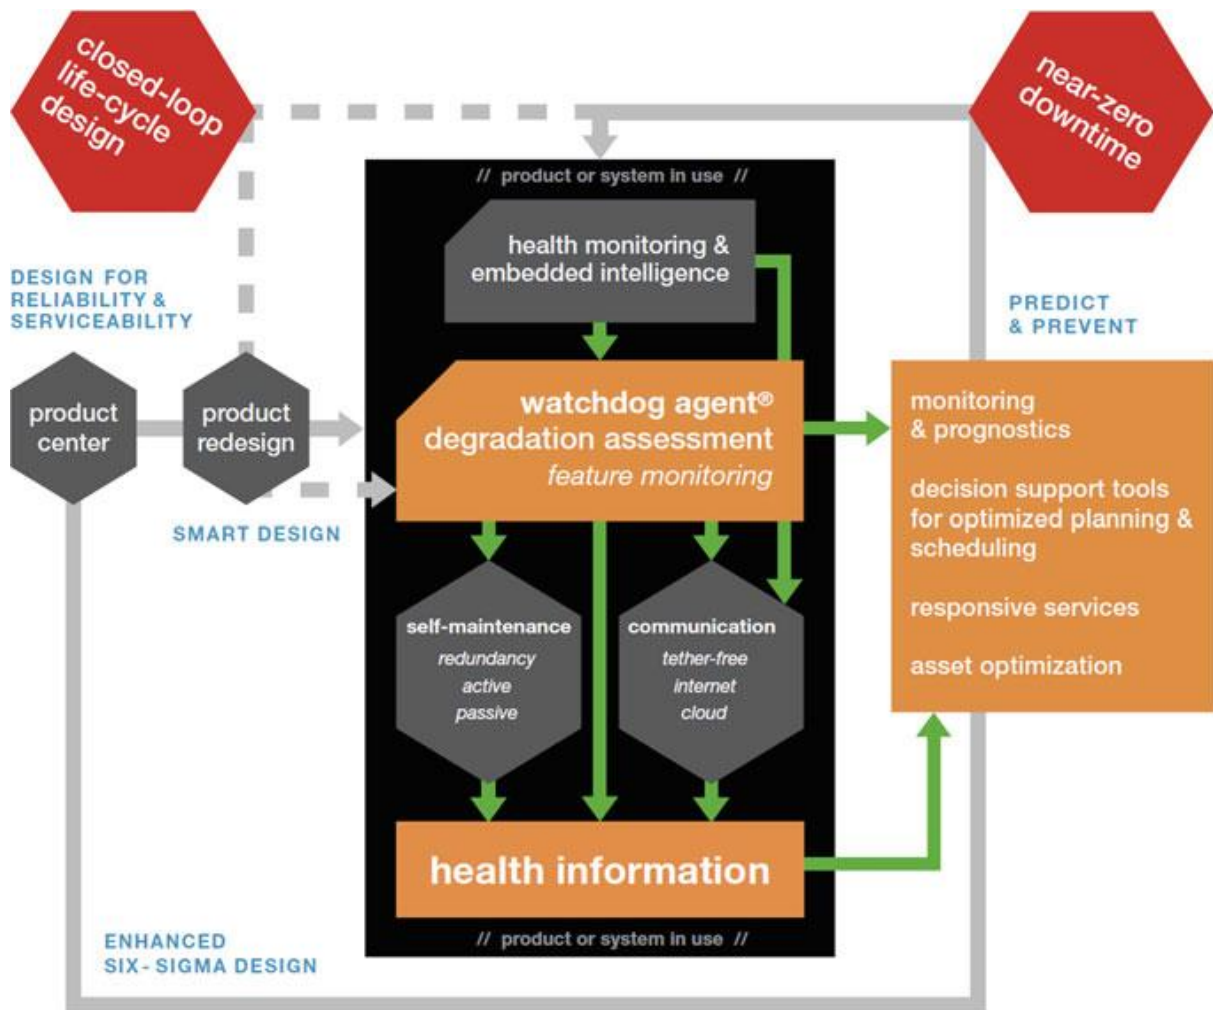 closed-loop
life-cycle
design
near-zero
downtime
// product or system in use //
health monitoring &
embedded intelligence
DESIGN FOR
RELIABILITY &
SERVICEABILITY
PREDICT
& PREVENT
product
center
product
redesign
watchdog agent®
degradation assessment
feature monitoring
monitoring
& prognostics
decision support tools
for optimized planning &
scheduling
responsive services
asset optimization
SMART DESIGN
self-maintenance
redundancy
active
passive
communication
tether-free
internet
cloud
health information
ENHANCED
SIX-SIGMA DESIGN
// product or system in use //